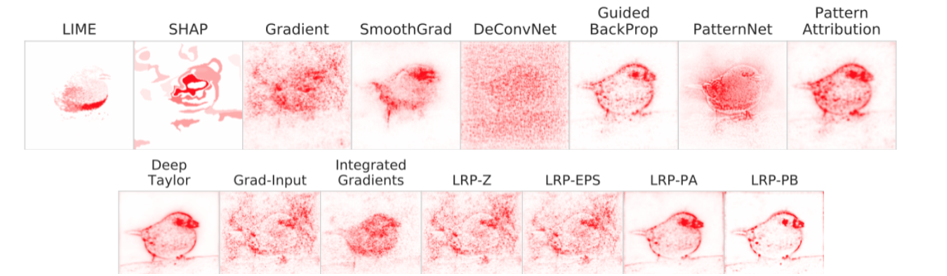 LIME
SHAP
Gradient
SmoothGrad
DeConvNet
Guided
BackProp
PatternNet
Pattern
Attribution
Deep
Taylor
Grad-Input
Integrated
Gradients
LRP-Z
LRP-EPS
LRP-PA
LRP-PB